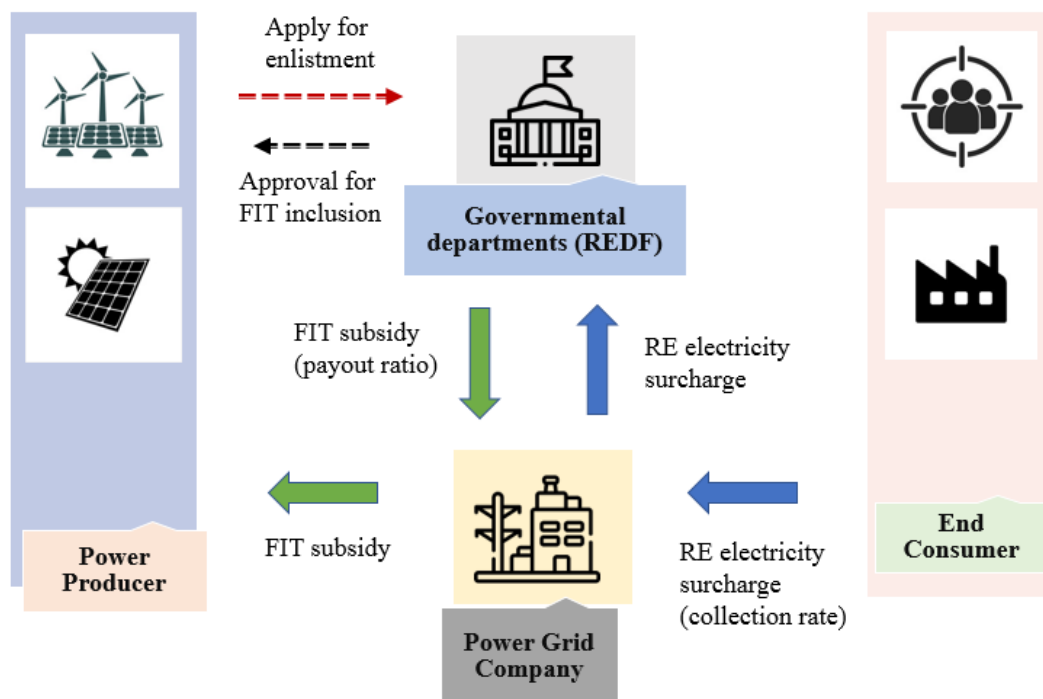 Apply for
enlistment
Approval for
FIT inclusion
Governmental
departments (REDF)
FIT subsidy
(payout ratio)
RE electricity
surcharge
Power
Producer
FIT subsidy
RE electricity
surcharge
(collection rate)
End
Consumer
Power Grid
Company